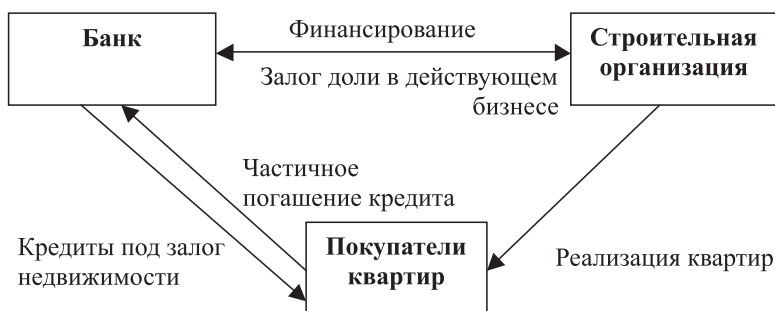 Банк
Финансирование
Строительная
организация
Залог доли в действующем
бизнесе
Частичное
погашение кредита
Кредиты под залог
недвижимости
Покупатели
квартир
Реализация квартир